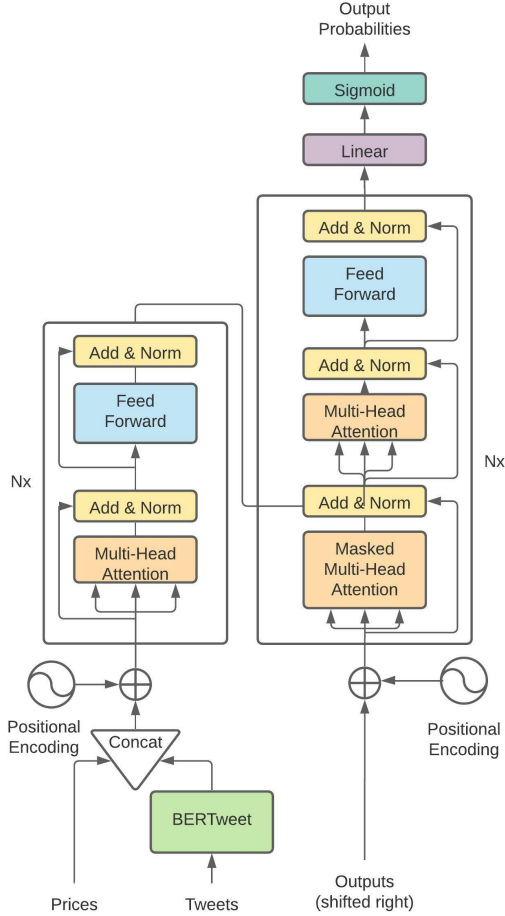 Output
Probabilities
Sigmoid
Linear
Add & Norm
Feed
Forward
Add & Norm
Multi-Head
Attention
Add & Norm
Masked
Multi-Head
Attention
Nx
Add & Norm
Feed
Forward
Nx
Add & Norm
Multi-Head
Attention
Positional
Encoding
Positional
Encoding
Concat
BERTweet
Prices
Tweets
Outputs
(shifted right)